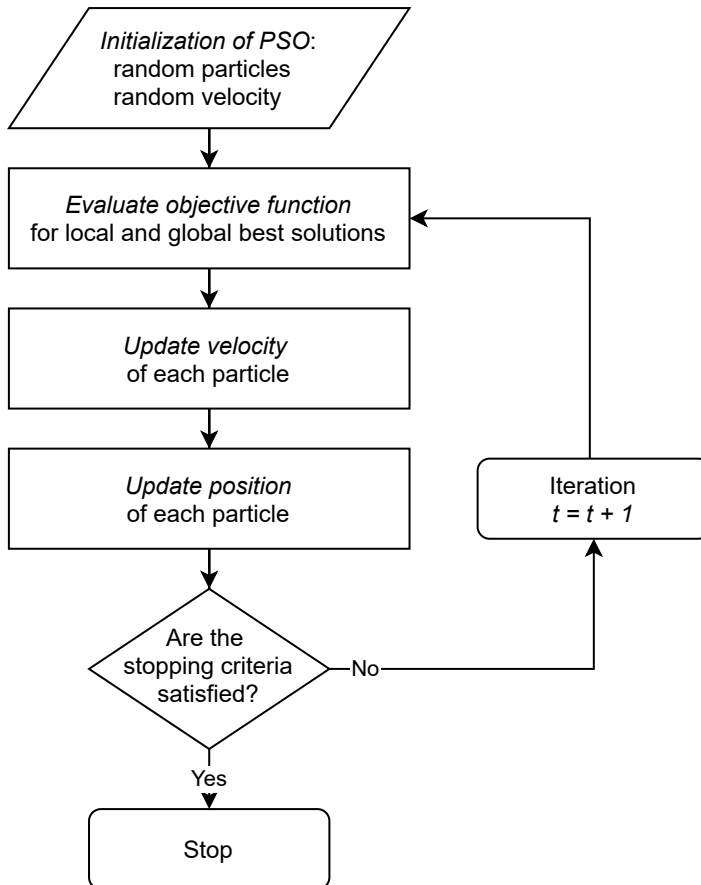 Initialization of PSO:
random particles
random velocity
Evaluate objective function
for local and global best solutions
Update velocity
of each particle
Update position
of each particle
Iteration
t = t + 1
Are the
stopping criteria
satisfied?
No
Yes
Stop